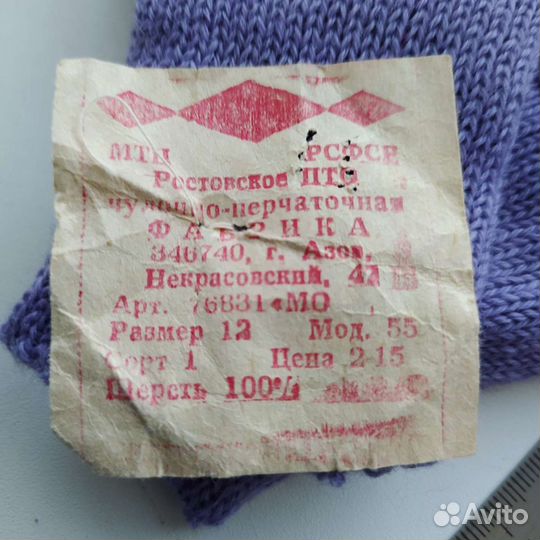 МТП РСФСР
Ростовское ПТО
чулочно-перчаточная
ФАБРИКА
346740, г. Азов,
Некрасовский, 42
Арт. 76831«МО
Размер 12 Мод. 55
Сорт 1 Цена 2-15
Шерсть 100%
Avito